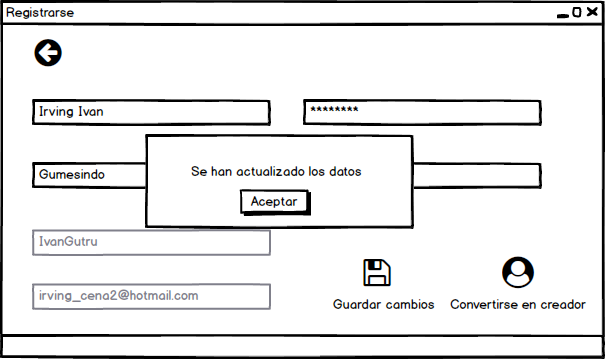 Registrarse
Irving Ivan
********
Se han actualizado los datos
Gumesindo
Aceptar
IvanGutru
irving_cena2@hotmail.com
Guardar cambios
Convertirse en creador